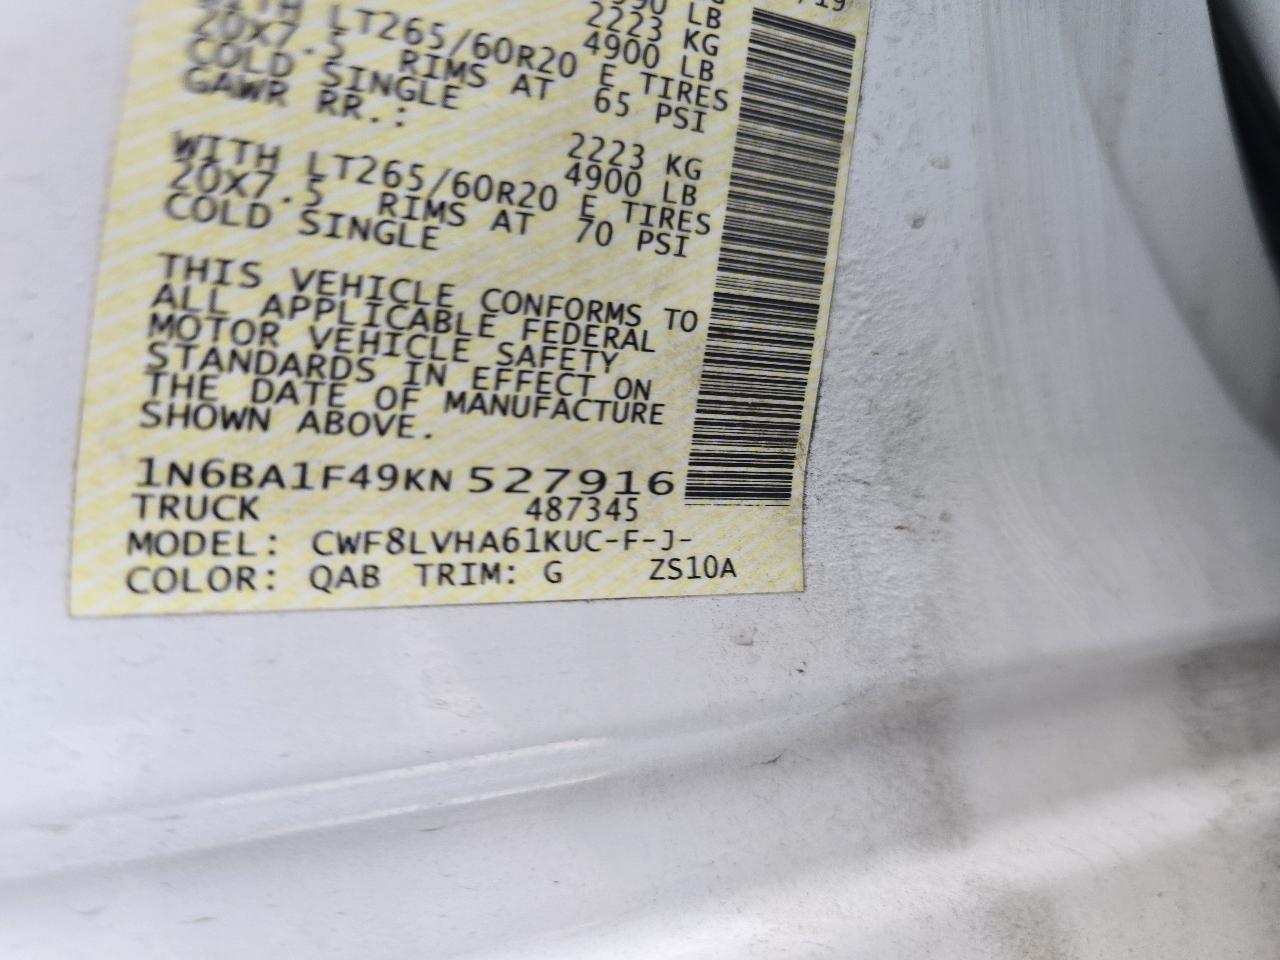 /19
LB
2223 KG
4900 LB
WITH LT265/60R20 E TIRES
20X7.5 RIMS AT 65 PSI
COLD SINGLE
GAWR RR.: 2223 KG
4900 LB
WITH LT265/60R20 E TIRES
20X7.5 RIMS AT 70 PSI
COLD SINGLE
THIS VEHICLE CONFORMS TO
ALL APPLICABLE FEDERAL
MOTOR VEHICLE SAFETY
STANDARDS IN EFFECT ON
THE DATE OF MANUFACTURE
SHOWN ABOVE.
1N6BA1F49KN527916
TRUCK 487345
MODEL: CWF8LVHA61KUC-F-J-
COLOR: QAB TRIM: G ZS10A